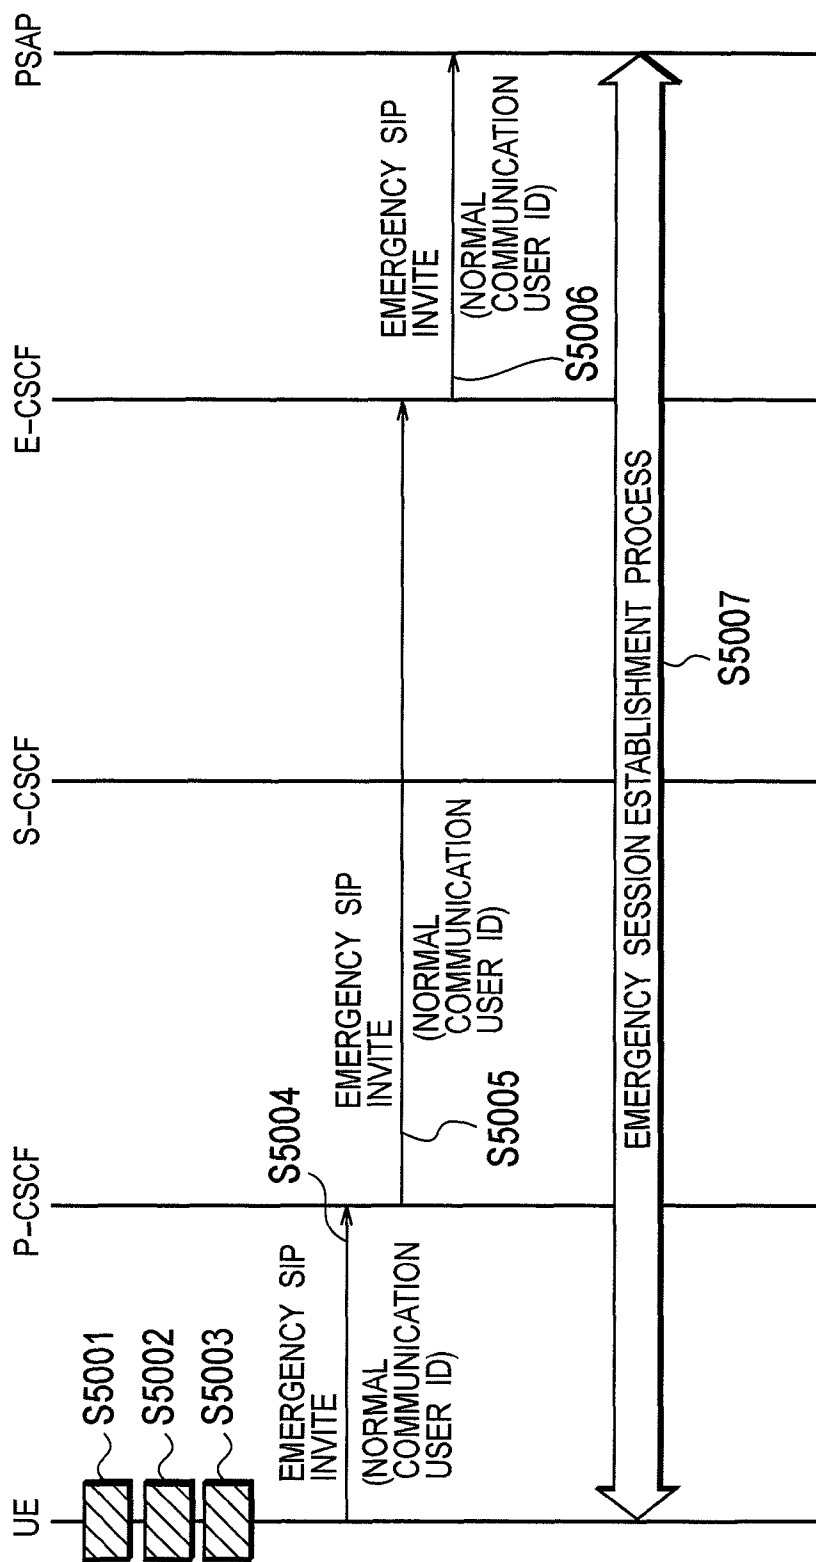 UE
P-CSCF
S-CSCF
E-CSCF
PSAP
S5001
S5002
S5003
EMERGENCY SIP
INVITE
(NORMAL
COMMUNICATION
USER ID)
S5004
EMERGENCY SIP
INVITE
(NORMAL
COMMUNICATION
USER ID)
S5005
EMERGENCY SIP
INVITE
(NORMAL
COMMUNICATION
USER ID)
S5006
EMERGENCY SESSION ESTABLISHMENT PROCESS
S5007